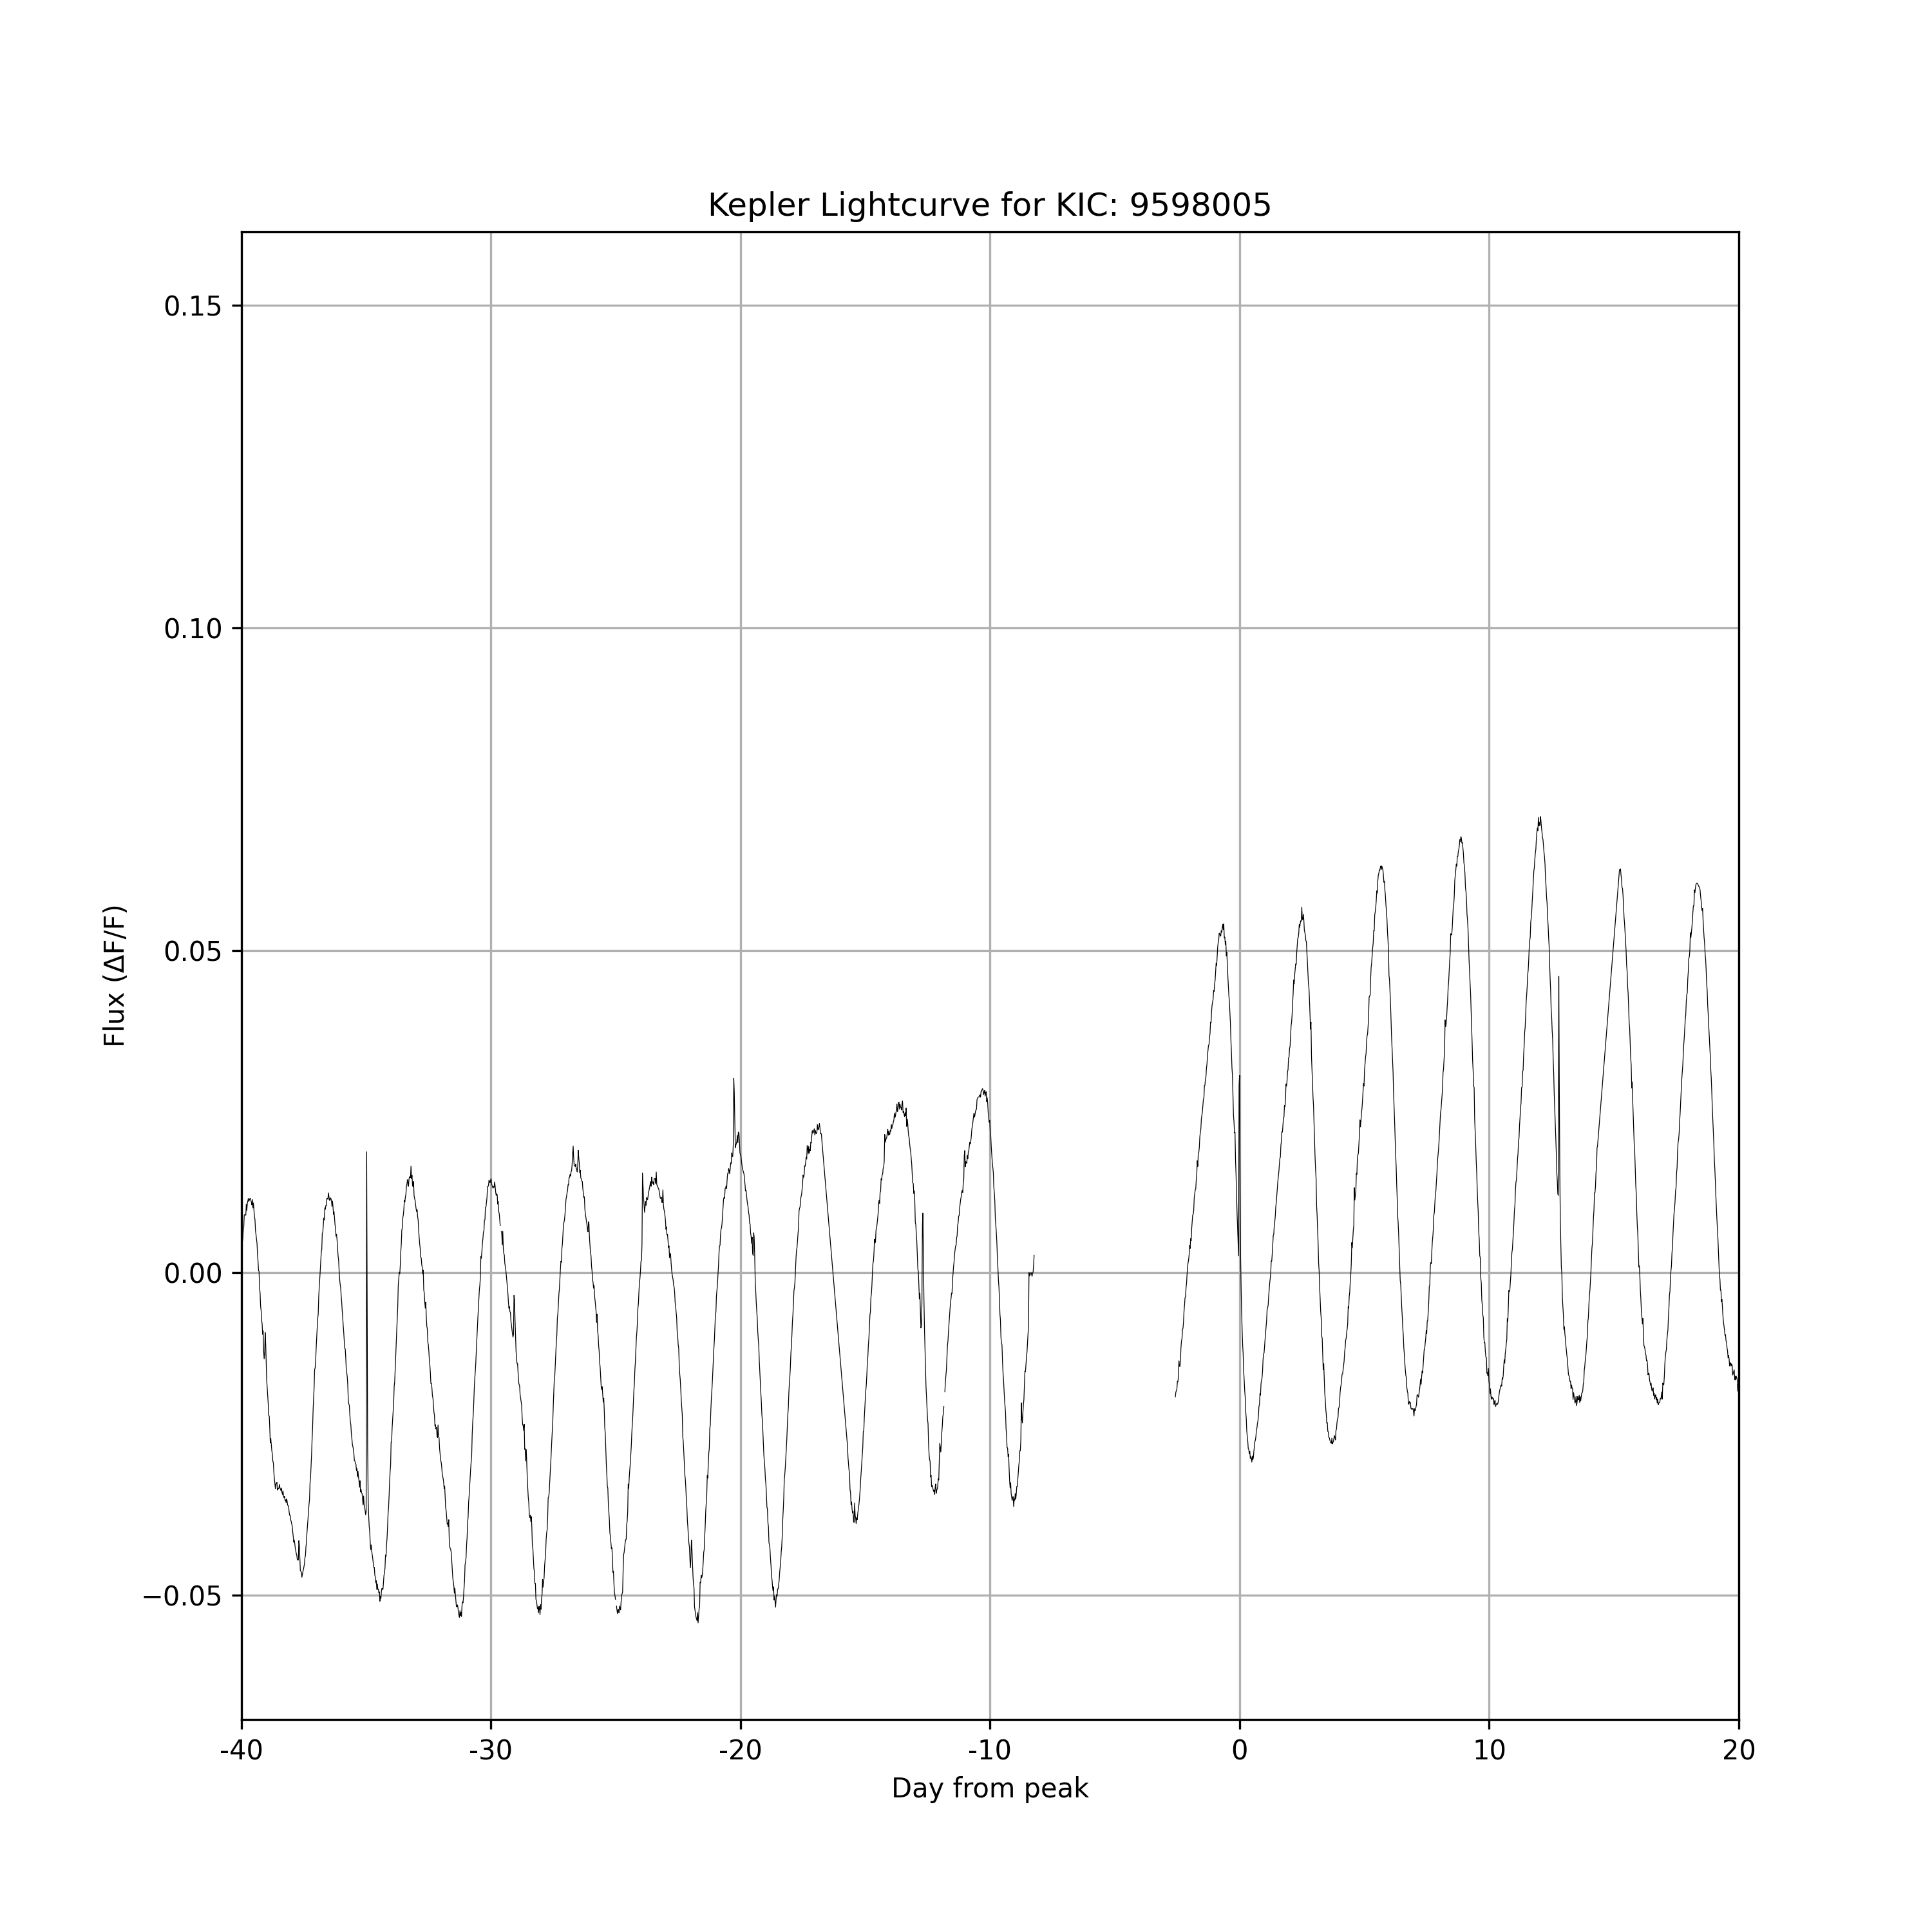 Kepler Lightcurve for KIC: 9598005
Flux (ΔF/F)
0.15
0.10
0.05
0.00
−0.05
-40 -30 -20 -10 0 10 20
Day from peak